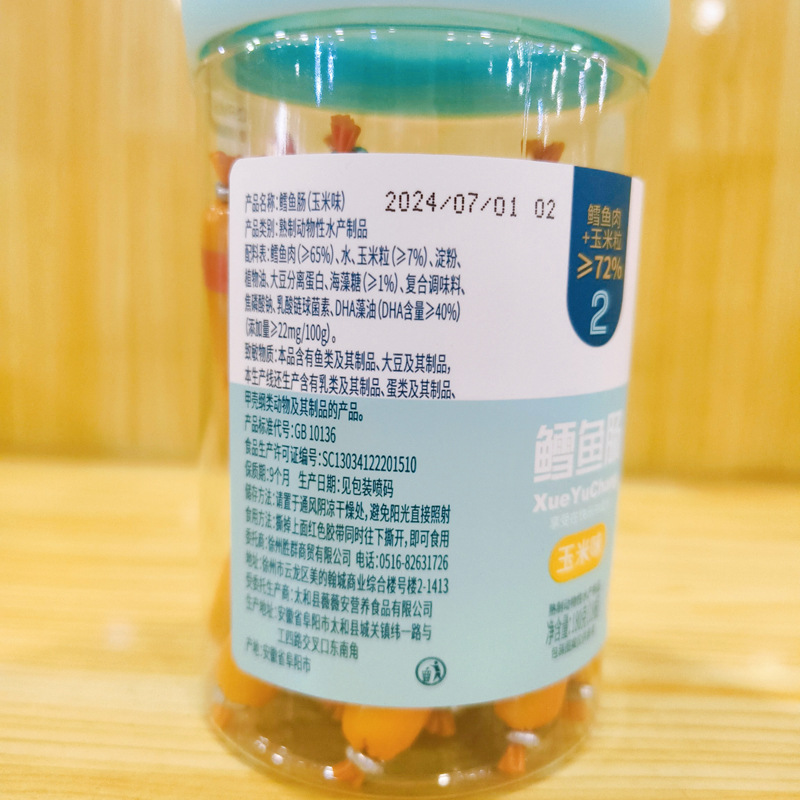 产品名称:鳕鱼肠(玉米味)
2024/07/01 02
产品类别:熟制动物性水产制品
配料表:鳕鱼肉(≥65%)、水、玉米粒(≥7%)、淀粉、
植物油、大豆分离蛋白、海藻糖(≥1%)、复合调味料、
焦磷酸钠、乳酸链球菌素、DHA藻油(DHA含量≥40%)
(添加量≥22mg/100g)。
致敏物质:本品含有鱼类及其制品、大豆及其制品,
本生产线还生产含有乳类及其制品、蛋类及其制品、
甲壳纲类动物及其制品的产品。
产品标准代号:GB 10136
食品生产许可证编号:SC13034122201510
保质期:9个月 生产日期:见包装喷码
储存方法:请置于通风阴凉干燥处,避免阳光直接照射
食用方法:撕掉上面红色胶带同时往下撕开,即可食用
委托商:徐州胜群商贸有限公司 电话:0516-82631726
地址:徐州市云龙区美的翰城商业综合楼号楼2-1413
受委托生产商:太和县薇薇安营养食品有限公司
生产地址:安徽省阜阳市太和县城关镇纬一路与
工四路交叉口东南角
产地:安徽省阜阳市
鳕鱼肉
+玉米粒
≥72%
2
鳕鱼肠
XueYuCh
玉米味
净含量: